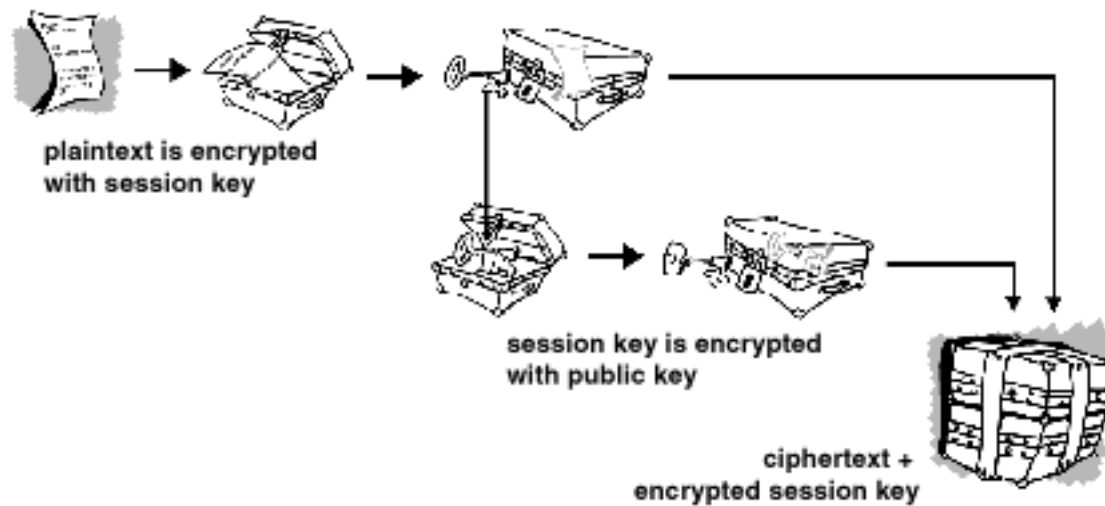 plaintext is encrypted
with session key
session key is encrypted
with public key
ciphertext +
encrypted session key